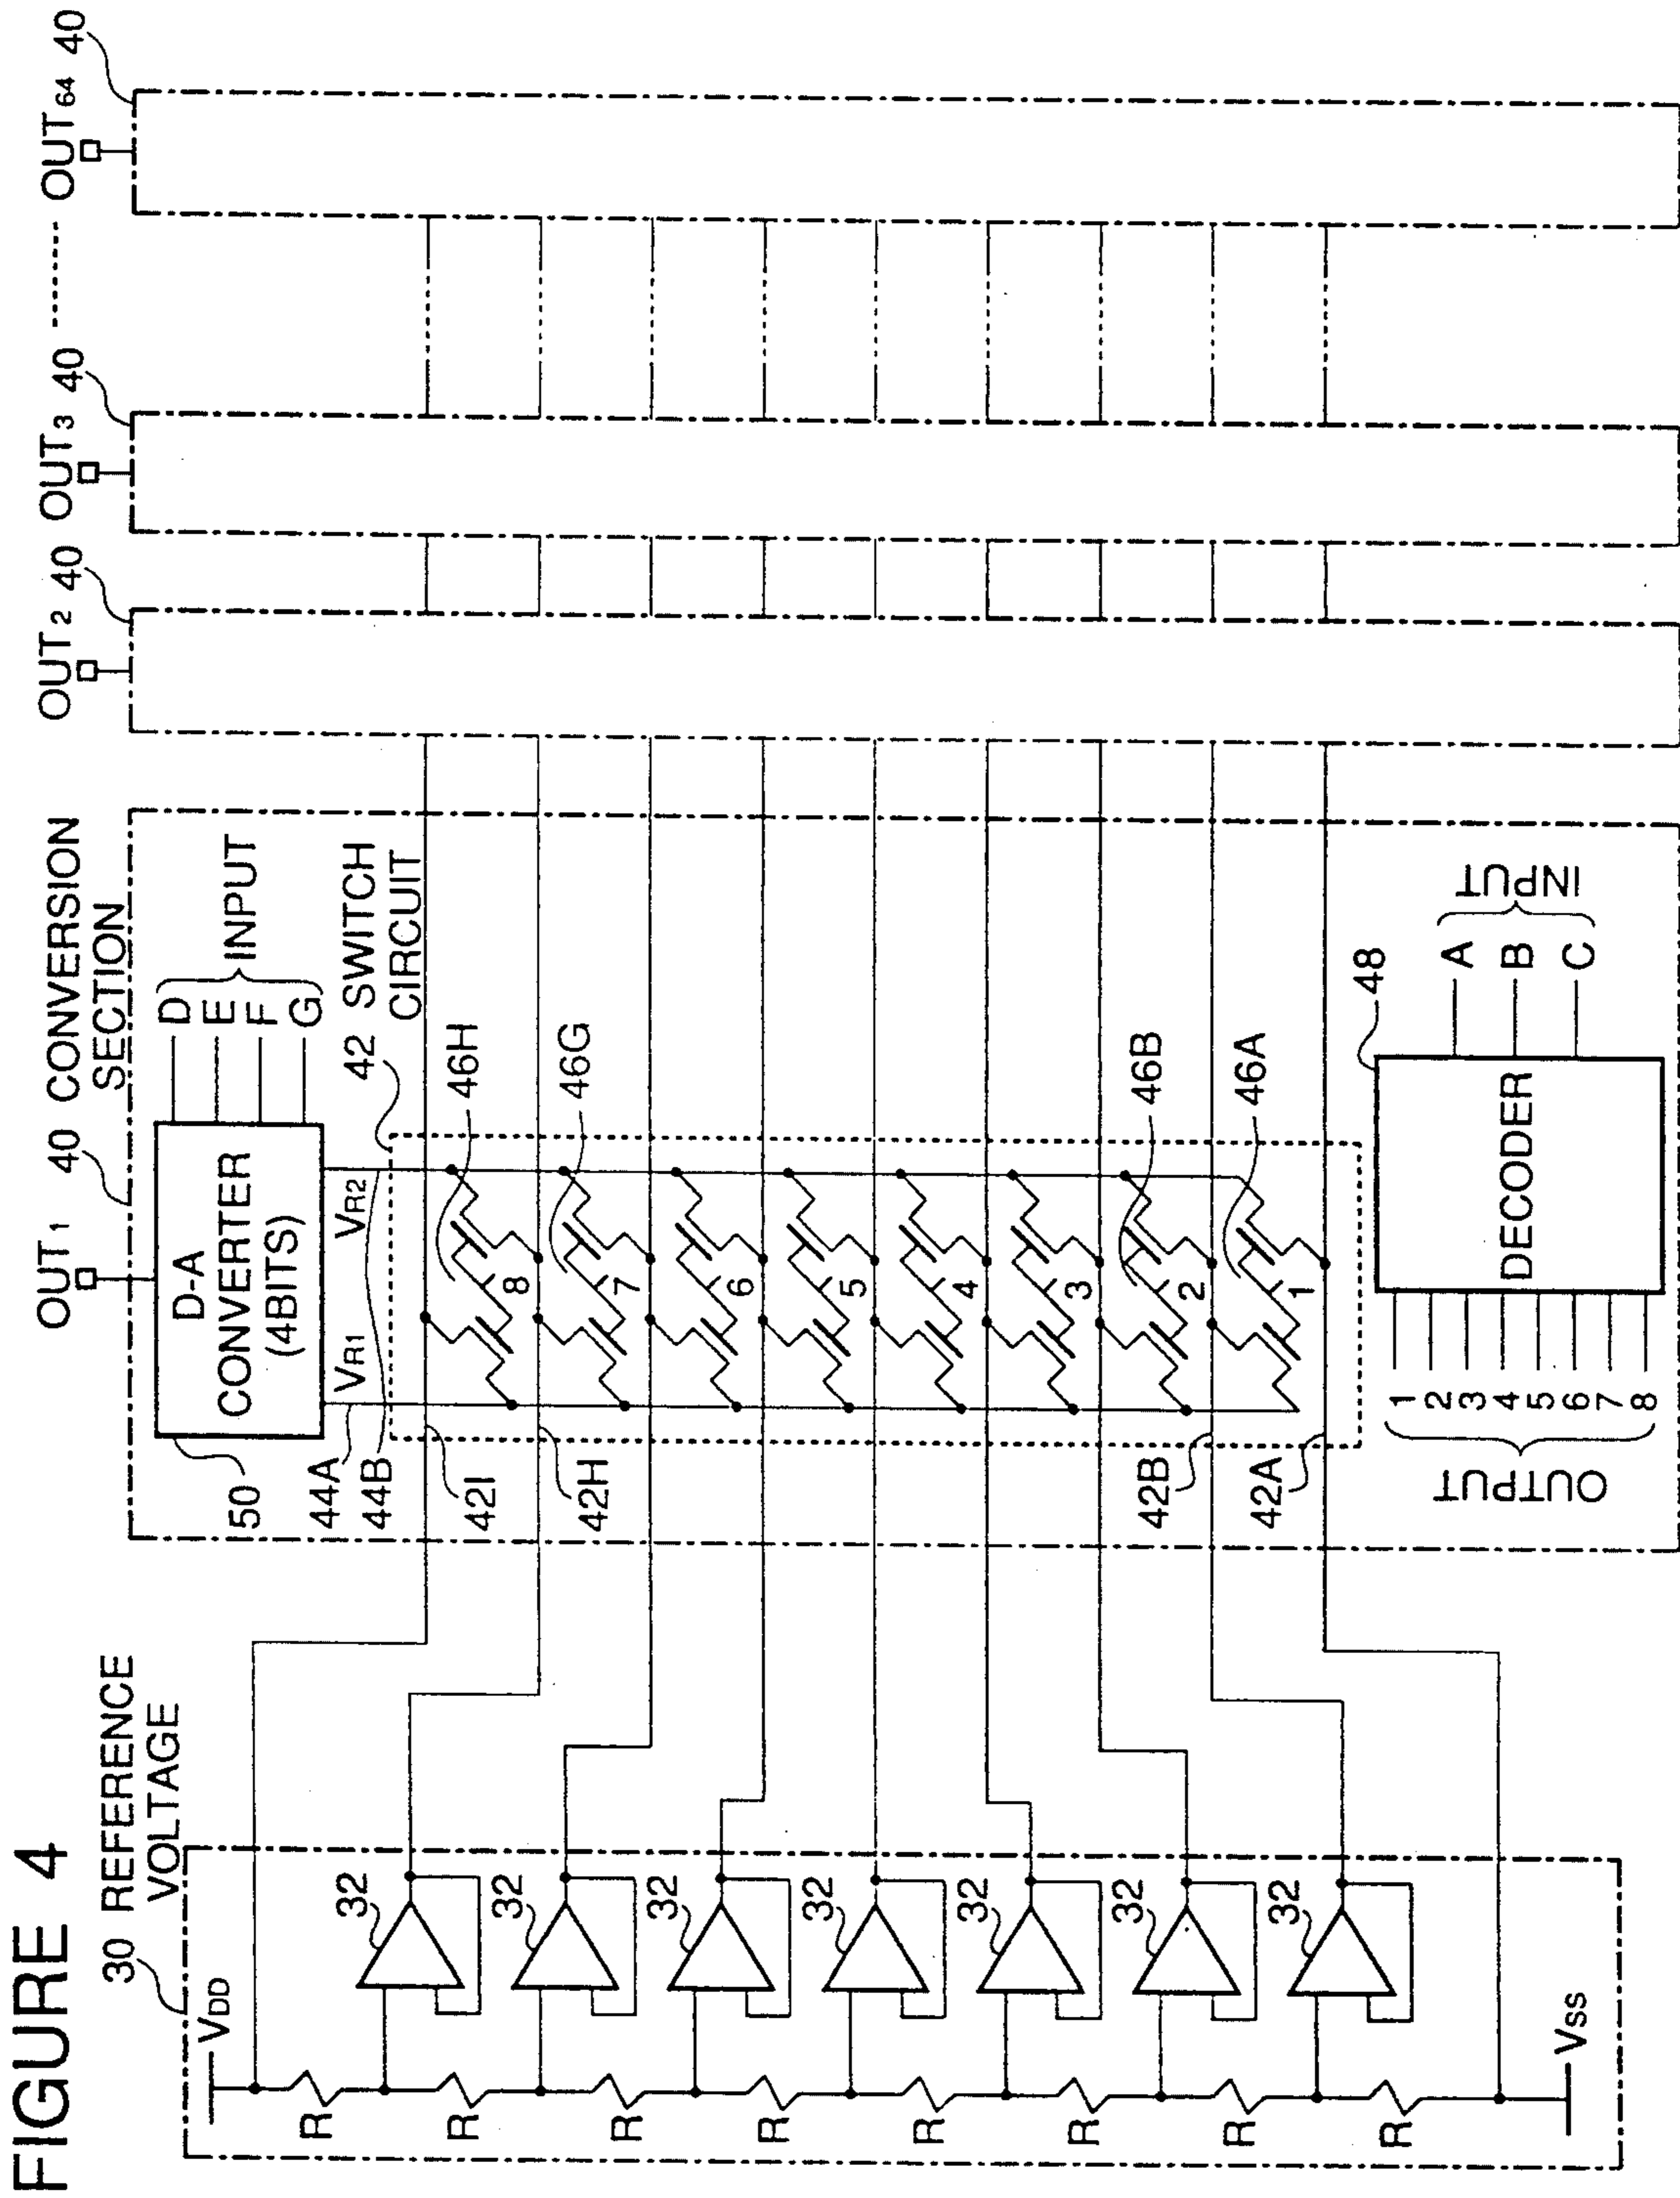 FIGURE 4
30 REFERENCE
VOLTAGE
VDD
R
R
R
R
R
R
R
R
VSS
32
32
32
32
32
32
32
40 CONVERSION
SECTION
OUT1
50
D-A
CONVERTER
(4BITS)
D
E
F
G
INPUT
VR1
VR2
44A
44B
42 SWITCH
CIRCUIT
42I
42H
42B
42A
46H
46G
46B
46A
8
7
6
5
4
3
2
1
48
DECODER
A
B
C
INPUT
1
2
3
4
5
6
7
8
OUTPUT
OUT2
40
OUT3
40
OUT64
40